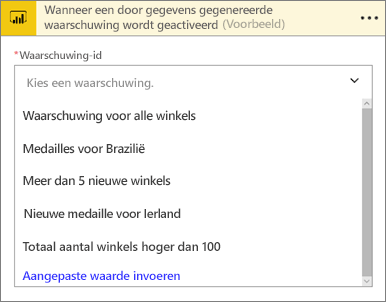 Wanneer een door gegevens gegenereerde
waarschuwing wordt geactiveerd (Voorbeeld)
*Waarschuwing-id
Kies een waarschuwing.
Waarschuwing voor alle winkels
Medailles voor Brazilië
Meer dan 5 nieuwe winkels
Nieuwe medaille voor Ierland
Totaal aantal winkels hoger dan 100
Aangepaste waarde invoeren